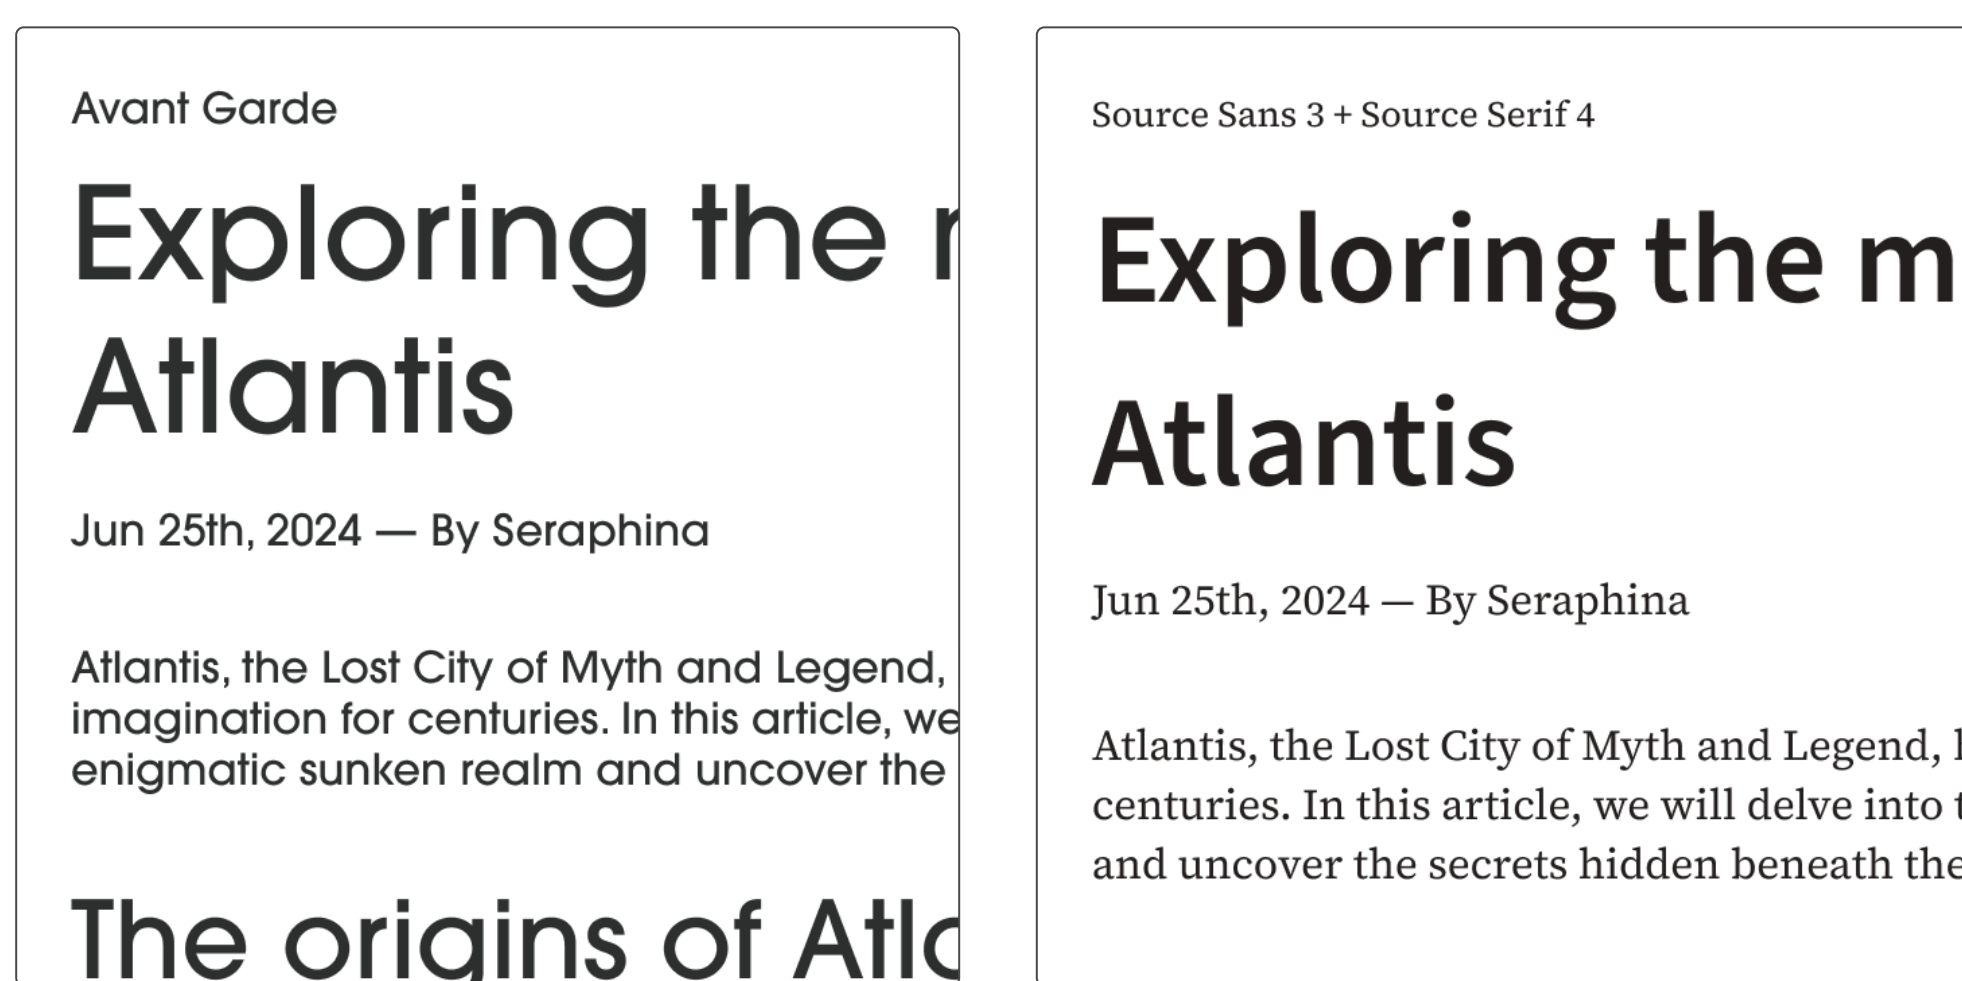 Avant Garde
Exploring the
Atlantis
Jun 25th, 2024 — By Seraphina
Atlantis, the Lost City of Myth and Legend,
imagination for centuries. In this article, we
enigmatic sunken realm and uncover the
The origins of
Source Sans 3 + Source Serif 4
Exploring the
Atlantis
Jun 25th, 2024 — By Seraphina
Atlantis, the Lost City of Myth and Legend,
centuries. In this article, we will delve into
and uncover the secrets hidden beneath the